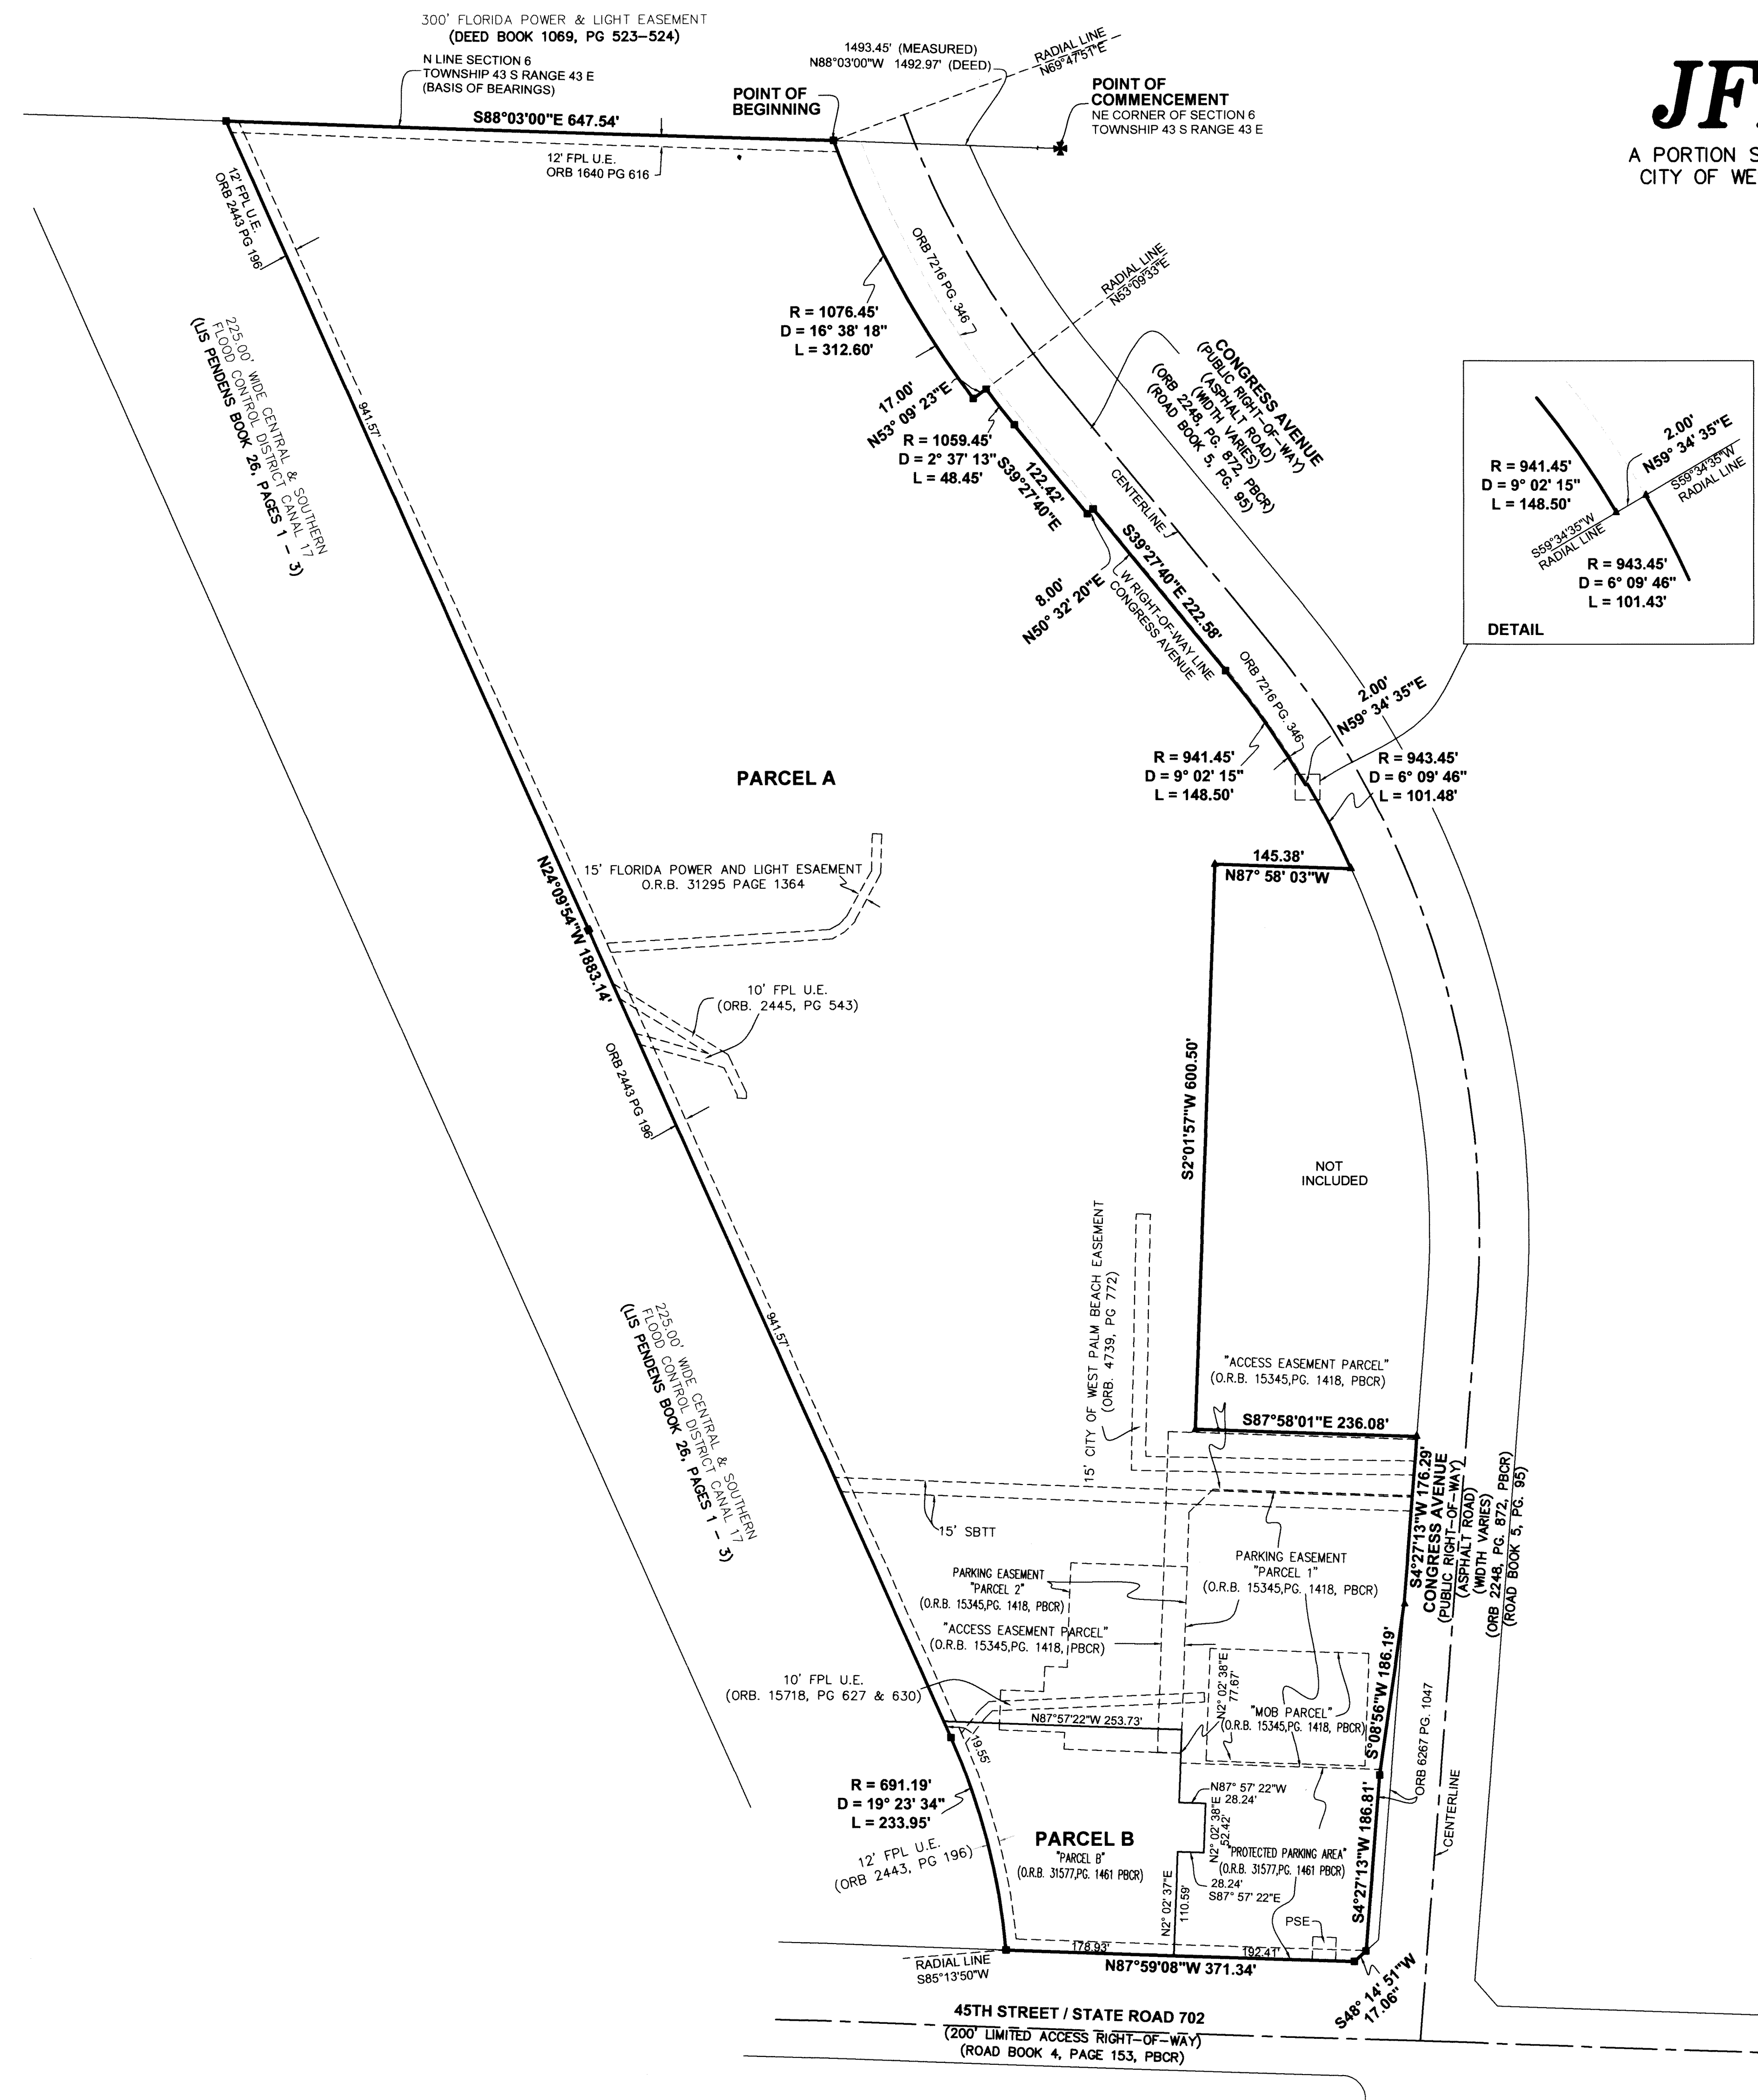 300' FLORIDA POWER & LIGHT EASEMENT
(DEED BOOK 1069, PG 523-524)
N LINE SECTION 6
TOWNSHIP 43 S RANGE 43 E
(BASIS OF BEARINGS)
1493.45' (MEASURED)
N88°03'00"W 1492.97' (DEED)
RADIAL LINE
N69°47'51"E
POINT OF
BEGINNING
POINT OF
COMMENCEMENT
NE CORNER OF SECTION 6
TOWNSHIP 43 S RANGE 43 E
A PORTION
CITY OF
S88°03'00"E 647.54'
12' FPL U.E.
ORB 1640 PG 616
12' FPL U.E.
ORB 2443 PG 196
225.00' WIDE CENTRAL & SOUTHERN
FLOOD CONTROL DISTRICT CANAL 17
(LIS PENDENS BOOK 26, PAGES 1 - 3)
941.57'
ORB 7216 PG. 346
RADIAL LINE
N53°09'33"E
R = 1076.45'
D = 16° 38' 18"
L = 312.60'
17.00'
N53° 09' 23"E
R = 1059.45'
D = 2° 37' 13"
L = 48.45'
122.42'
S39°27'40"E
8.00'
N50° 32' 20"E
S39°27'40"E 222.58'
W RIGHT-OF-WAY LINE
CONGRESS AVENUE
CENTERLINE
CONGRESS AVENUE
(PUBLIC RIGHT-OF-WAY)
(ASPHALT ROAD)
(WIDTH VARIES)
(ORB 2248, PG. 872, PBCR)
(ROAD BOOK 5, PG. 95)
2.00'
N59° 34' 35"E
R = 941.45'
D = 9° 02' 15"
L = 148.50'
S59°34'35"W
RADIAL LINE
S59°34'35"W
RADIAL LINE
R = 943.45'
D = 6° 09' 46"
L = 101.43'
DETAIL
ORB 7216 PG. 346
2.00'
N59° 34' 35"E
R = 941.45'
D = 9° 02' 15"
L = 148.50'
R = 943.45'
D = 6° 09' 46"
L = 101.48'
PARCEL A
145.38'
N87° 58' 03"W
15' FLORIDA POWER AND LIGHT ESAEMENT
O.R.B. 31295 PAGE 1364
N24°09'54"W 1883.14'
10' FPL U.E.
(ORB. 2445, PG 543)
ORB 2443 PG 196
S2°01'57"W 600.50'
NOT
INCLUDED
15' CITY OF WEST PALM BEACH EASEMENT
(ORB. 4739, PG 772)
941.57'
225.00' WIDE CENTRAL & SOUTHERN
FLOOD CONTROL DISTRICT CANAL 17
(LIS PENDENS BOOK 26, PAGES 1 - 3)
"ACCESS EASEMENT PARCEL"
(O.R.B. 15345,PG. 1418, PBCR)
S87°58'01"E 236.08'
S4°27'13"W 176.29'
CONGRESS AVENUE
(PUBLIC RIGHT-OF-WAY)
(ASPHALT ROAD)
(WIDTH VARIES)
(ORB 2248, PG. 872, PBCR)
(ROAD BOOK 5, PG. 95)
15' SBTT
PARKING EASEMENT
"PARCEL 1"
(O.R.B. 15345,PG. 1418, PBCR)
PARKING EASEMENT
"PARCEL 2"
(O.R.B. 15345,PG. 1418, PBCR)
"ACCESS EASEMENT PARCEL"
(O.R.B. 15345,PG. 1418, PBCR)
10' FPL U.E.
(ORB. 15718, PG 627 & 630)
N87°57'22"W 253.73'
19.55'
N2° 02' 38"E
77.67'
"MOB PARCEL"
(O.R.B. 15345,PG. 1418, PBCR)
S°08'56"W 186.19'
ORB 6267 PG. 1047
CENTERLINE
R = 691.19'
D = 19° 23' 34"
L = 233.95'
12' FPL U.E.
(ORB 2443, PG 196)
PARCEL B
"PARCEL B"
(O.R.B. 31577,PG. 1461 PBCR)
N87° 57' 22"W
28.24'
N2° 02' 38"E
52.42'
"PROTECTED PARKING AREA"
(O.R.B. 31577,PG. 1461 PBCR)
28.24'
S87° 57' 22"E
N2° 02' 37"E
110.59'
PSE
S4°27'13"W 186.81'
178.93'
192.41'
N87°59'08"W 371.34'
RADIAL LINE
S85°13'50"W
S48° 14' 51"W
17.06"
45TH STREET / STATE ROAD 702
(200' LIMITED ACCESS RIGHT-OF-WAY)
(ROAD BOOK 4, PAGE 153, PBCR)